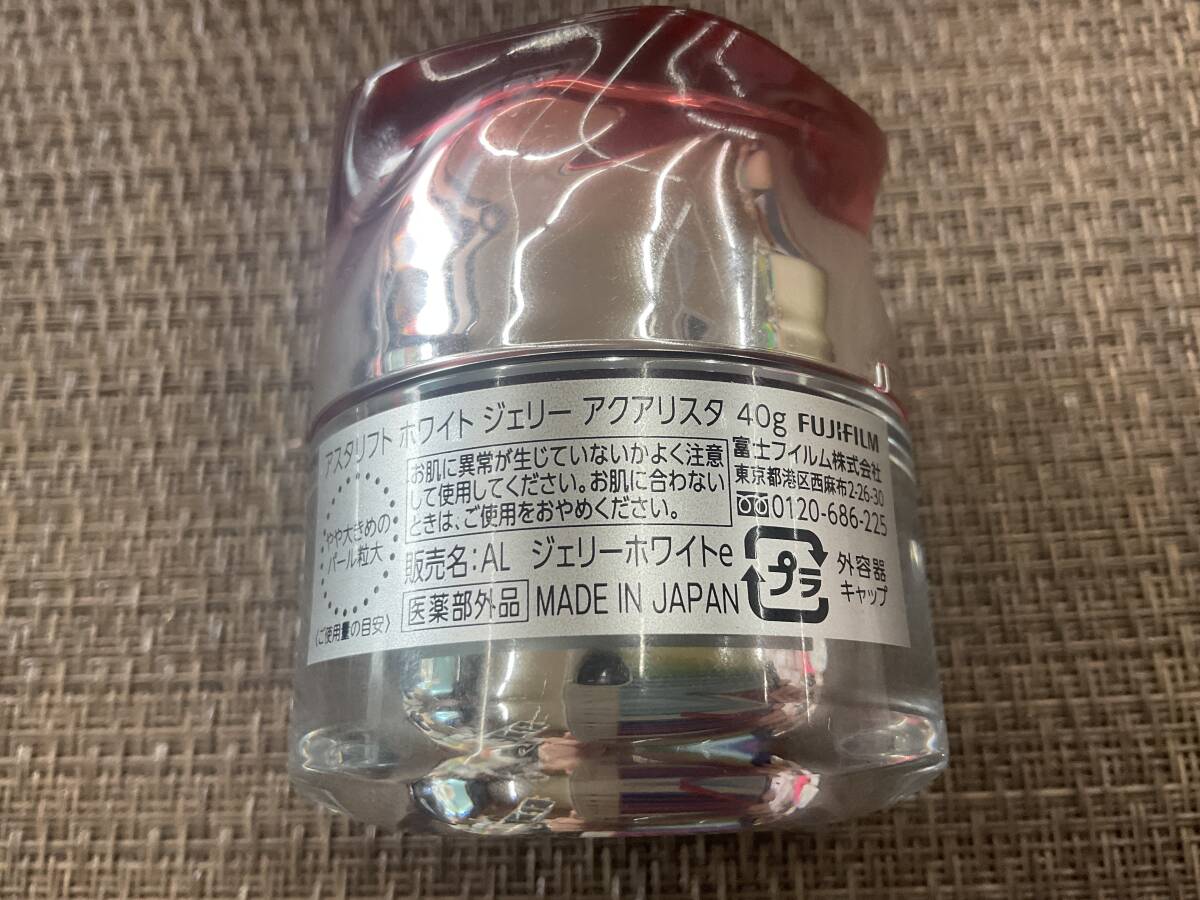 アスタリフト ホワイト ジェリー アクアリスタ 40g FUJIFILM
やや大きめの
パール粒大
〈ご使用量の目安〉
お肌に異常が生じていないかよく注意
して使用してください。お肌に合わない
ときは、ご使用をおやめください。
富士フイルム株式会社
東京都港区西麻布2-26-30
0120-686-225
販売名:AL ジェリーホワイトe
医薬部外品 MADE IN JAPAN
プラ
外容器
キャップ